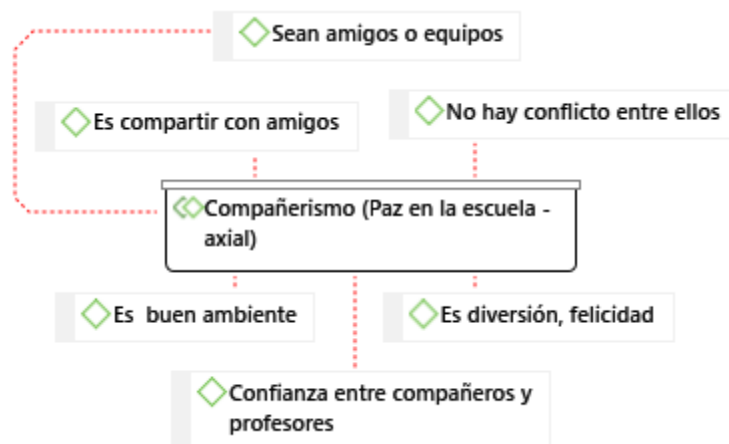 Sean amigos o equipos
Es compartir con amigos
No hay conflicto entre ellos
Compañerismo (Paz en la escuela -
axial)
Es buen ambiente
Es diversión, felicidad
Confianza entre compañeros y
profesores